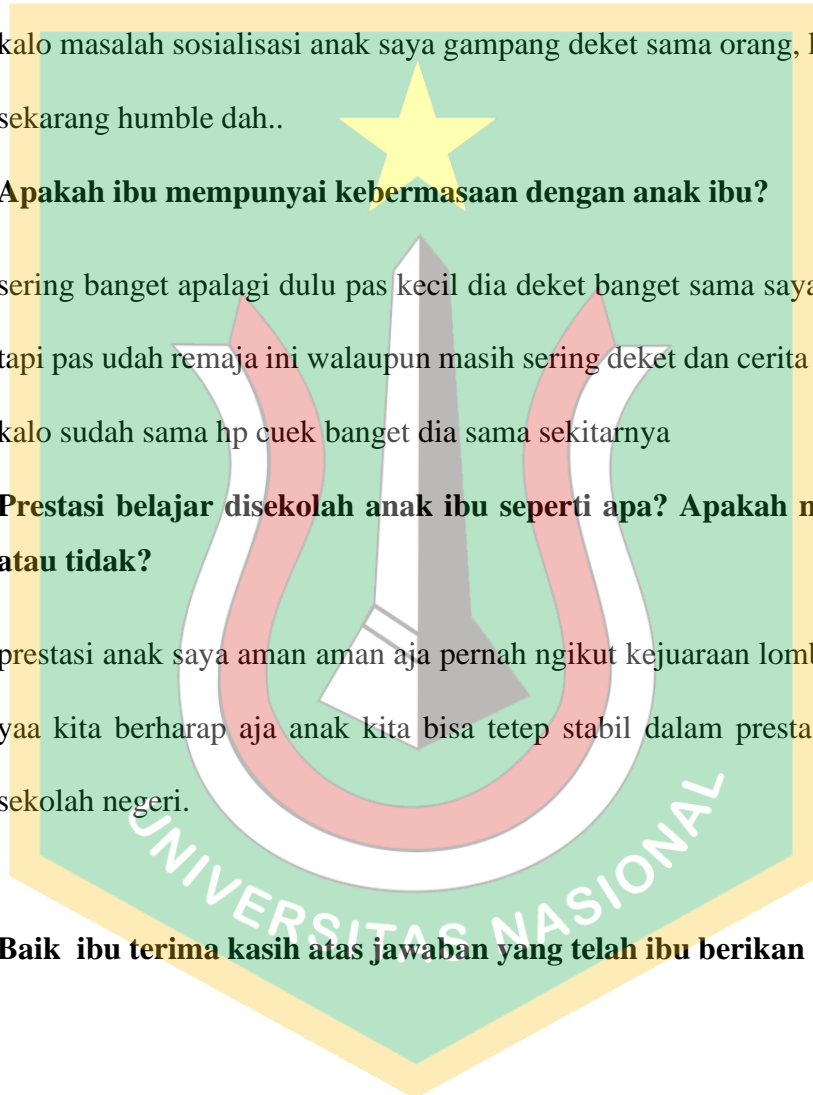 kalo masalah sosialisasi anak saya gampang deket sama orang,
sekarang humble dah..
Apakah ibu mempunyai kebermasaan dengan anak ibu?
sering banget apalagi dulu pas kecil dia deket banget sama saya
tapi pas udah remaja ini walaupun masih sering deket dan cerita
kalo sudah sama hp cuek banget dia sama sekitarnya
Prestasi belajar disekolah anak ibu seperti apa? Apakah
atau tidak?
prestasi anak saya aman aman aja pernah ngikut kejuaraan
yaa kita berharap aja anak kita bisa tetep stabil dalam
sekolah negeri.
UNIVERSITAS NASIONAL
Baik ibu terima kasih atas jawaban yang telah ibu berikan